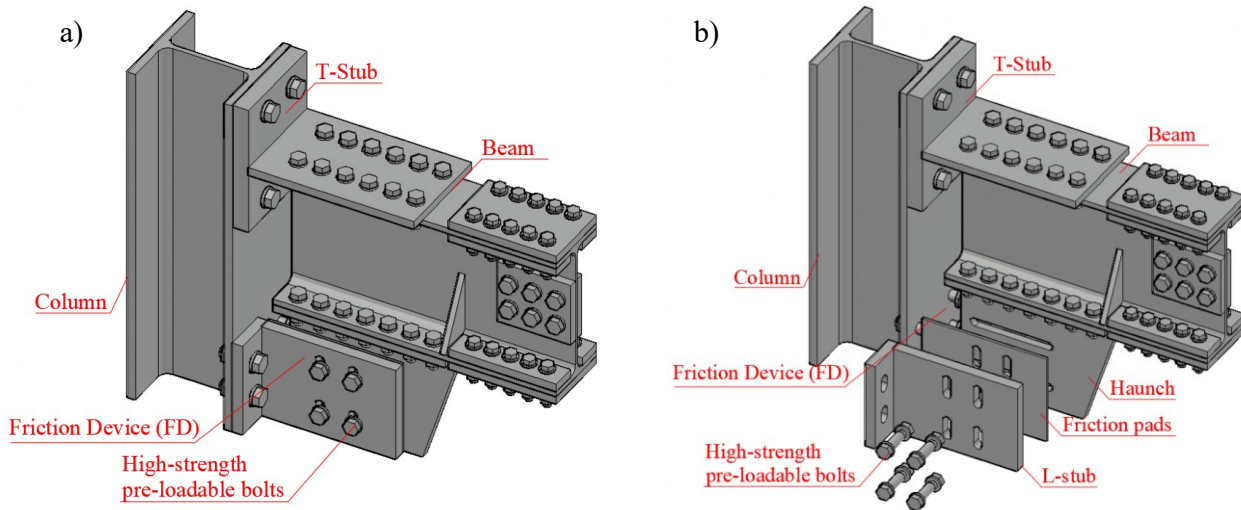 a)
T-Stub
Beam
Column
Friction Device (FD)
High-strength
pre-loadable bolts
b)
T-Stub
Beam
Column
Friction Device (FD)
Haunch
Friction pads
High-strength
pre-loadable bolts
L-stub